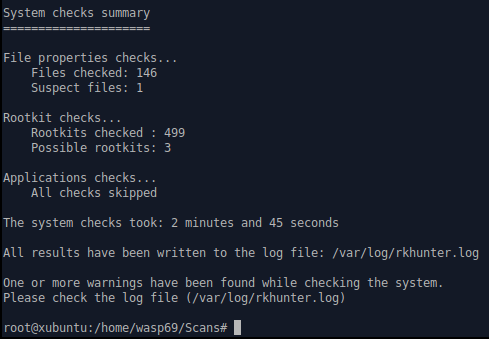 System checks summary
=====================
File properties checks...
Files checked: 146
Suspect files: 1
Rootkit checks...
Rootkits checked : 499
Possible rootkits: 3
Applications checks...
All checks skipped
The system checks took: 2 minutes and 45 seconds
All results have been written to the log file: /var/log/rkhunter.log
One or more warnings have been found while checking the system.
Please check the log file (/var/log/rkhunter.log)
root@xubuntu:/home/wasp69/Scans#